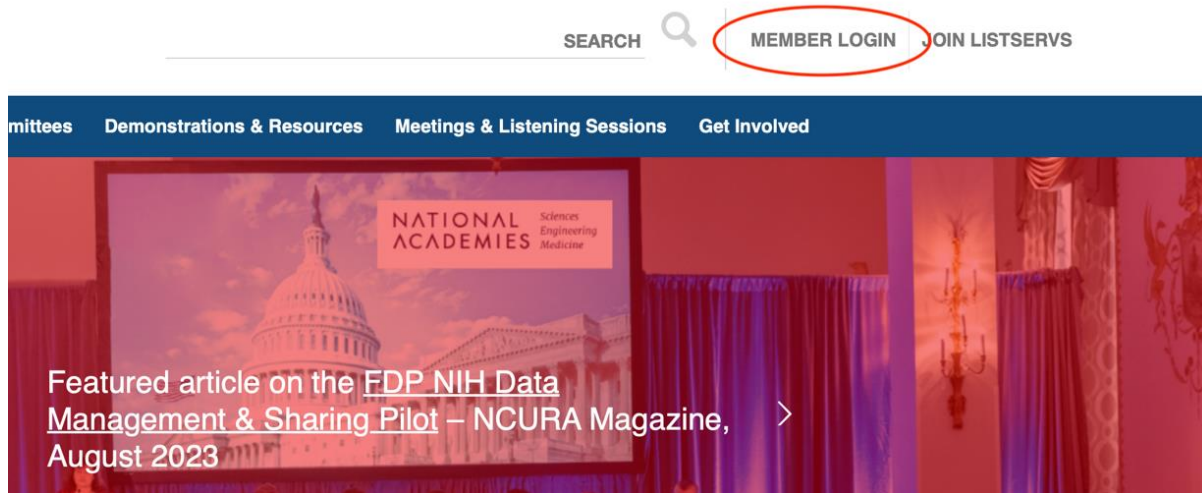 SEARCH MEMBER LOGIN JOIN LISTSERVS
mittees Demonstrations & Resources Meetings & Listening Sessions Get Involved
NATIONAL ACADEMIES
Sciences
Engineering
Medicine
Featured article on the FDP NIH Data
Management & Sharing Pilot – NCURA Magazine,
August 2023